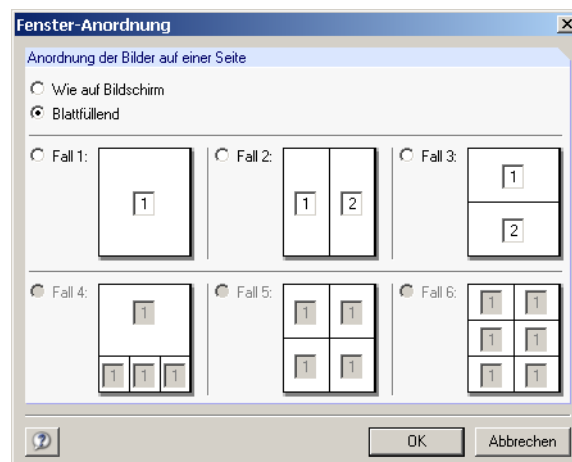 Fenster-Anordnung
Anordnung der Bilder auf einer Seite
Wie auf Bildschirm
Blattfüllend
Fall 1:
1
Fall 2:
1 2
Fall 3:
1
2
Fall 4:
1
1 1 1
Fall 5:
1 1
1 1
Fall 6:
1 1
1 1
1 1
OK Abbrechen